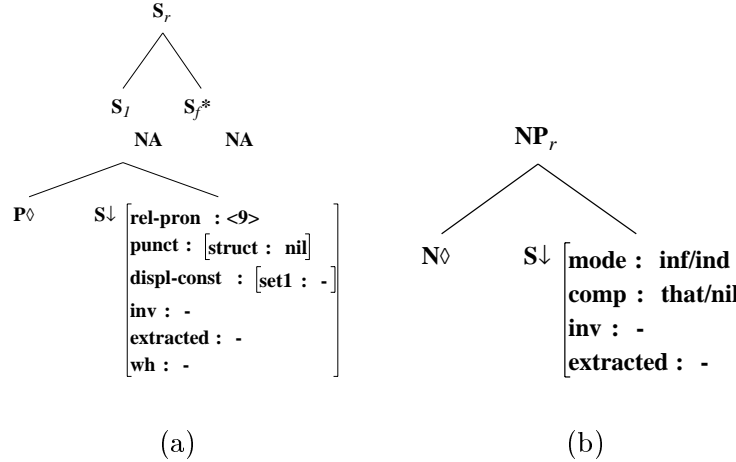 S_r
S_1 S_f*
NA NA
P◊ S↓ rel-pron : <9>
punct : [struct : nil]
displ-const : [set1 : -]
inv : -
extracted : -
wh : -
(a)
NP_r
N◊ S↓ mode : inf/ind
comp : that/nil
inv : -
extracted : -
(b)